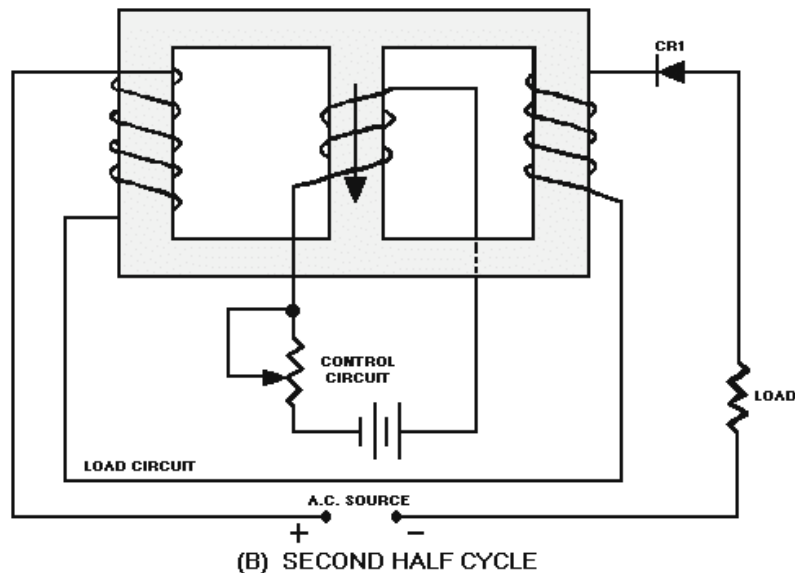 CR1
CONTROL
CIRCUIT
LOAD
LOAD CIRCUIT
A.C. SOURCE
+ −
(B) SECOND HALF CYCLE